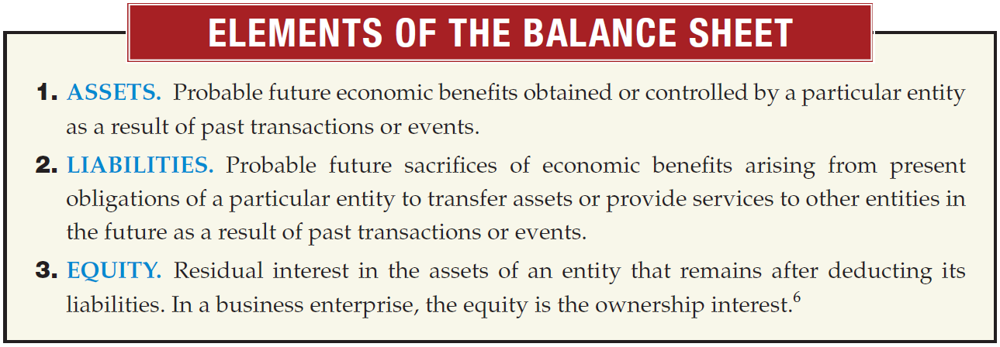 ELEMENTS OF THE BALANCE SHEET
1. ASSETS. Probable future economic benefits obtained or controlled by a particular entity
as a result of past transactions or events.
2. LIABILITIES. Probable future sacrifices of economic benefits arising from present
obligations of a particular entity to transfer assets or provide services to other entities in
the future as a result of past transactions or events.
3. EQUITY. Residual interest in the assets of an entity that remains after deducting its
liabilities. In a business enterprise, the equity is the ownership interest.⁶